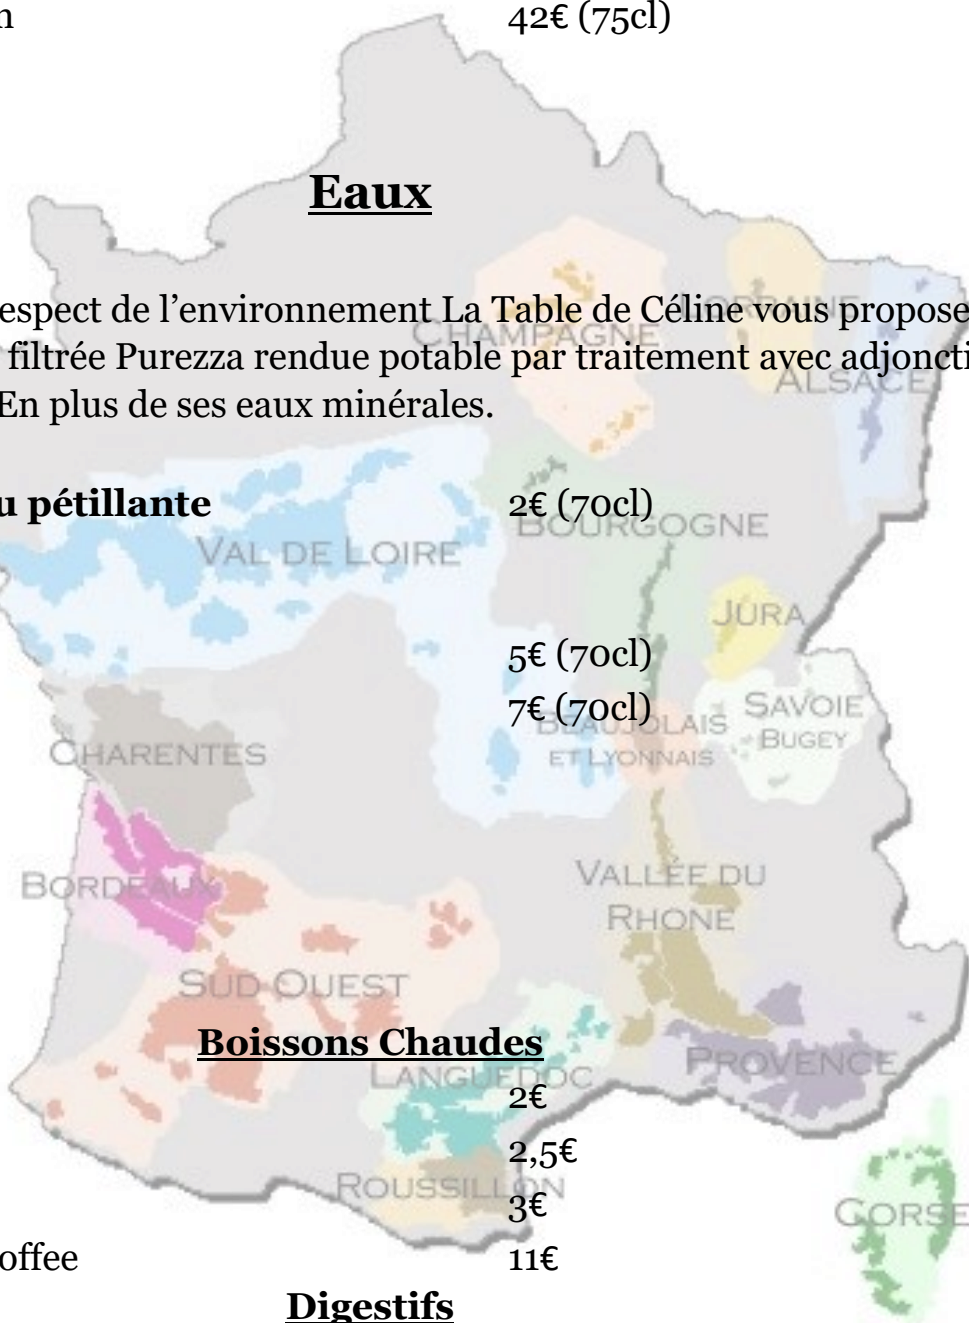 n 42€ (75cl)
Eaux
espect de l’environnement La Table de Céline vous propose
filtrée Purezza rendue potable par traitement avec adjoncti
En plus de ses eaux minérales.
LORRAINE
CHAMPAGNE
ALSACE
u pétillante 2€ (70cl)
BOURGOGNE
VAL DE LOIRE
JURA
5€ (70cl)
7€ (70cl)
SAVOIE
BUGEY
BEAUJOLAIS
ET LYONNAIS
CHARENTES
BORDEAUX
VALLÉE DU
RHONE
SUD OUEST
Boissons Chaudes
PROVENCE
LANGUEDOC
2€
2,5€
ROUSSILLON
3€
CORSE
offee 11€
Digestifs